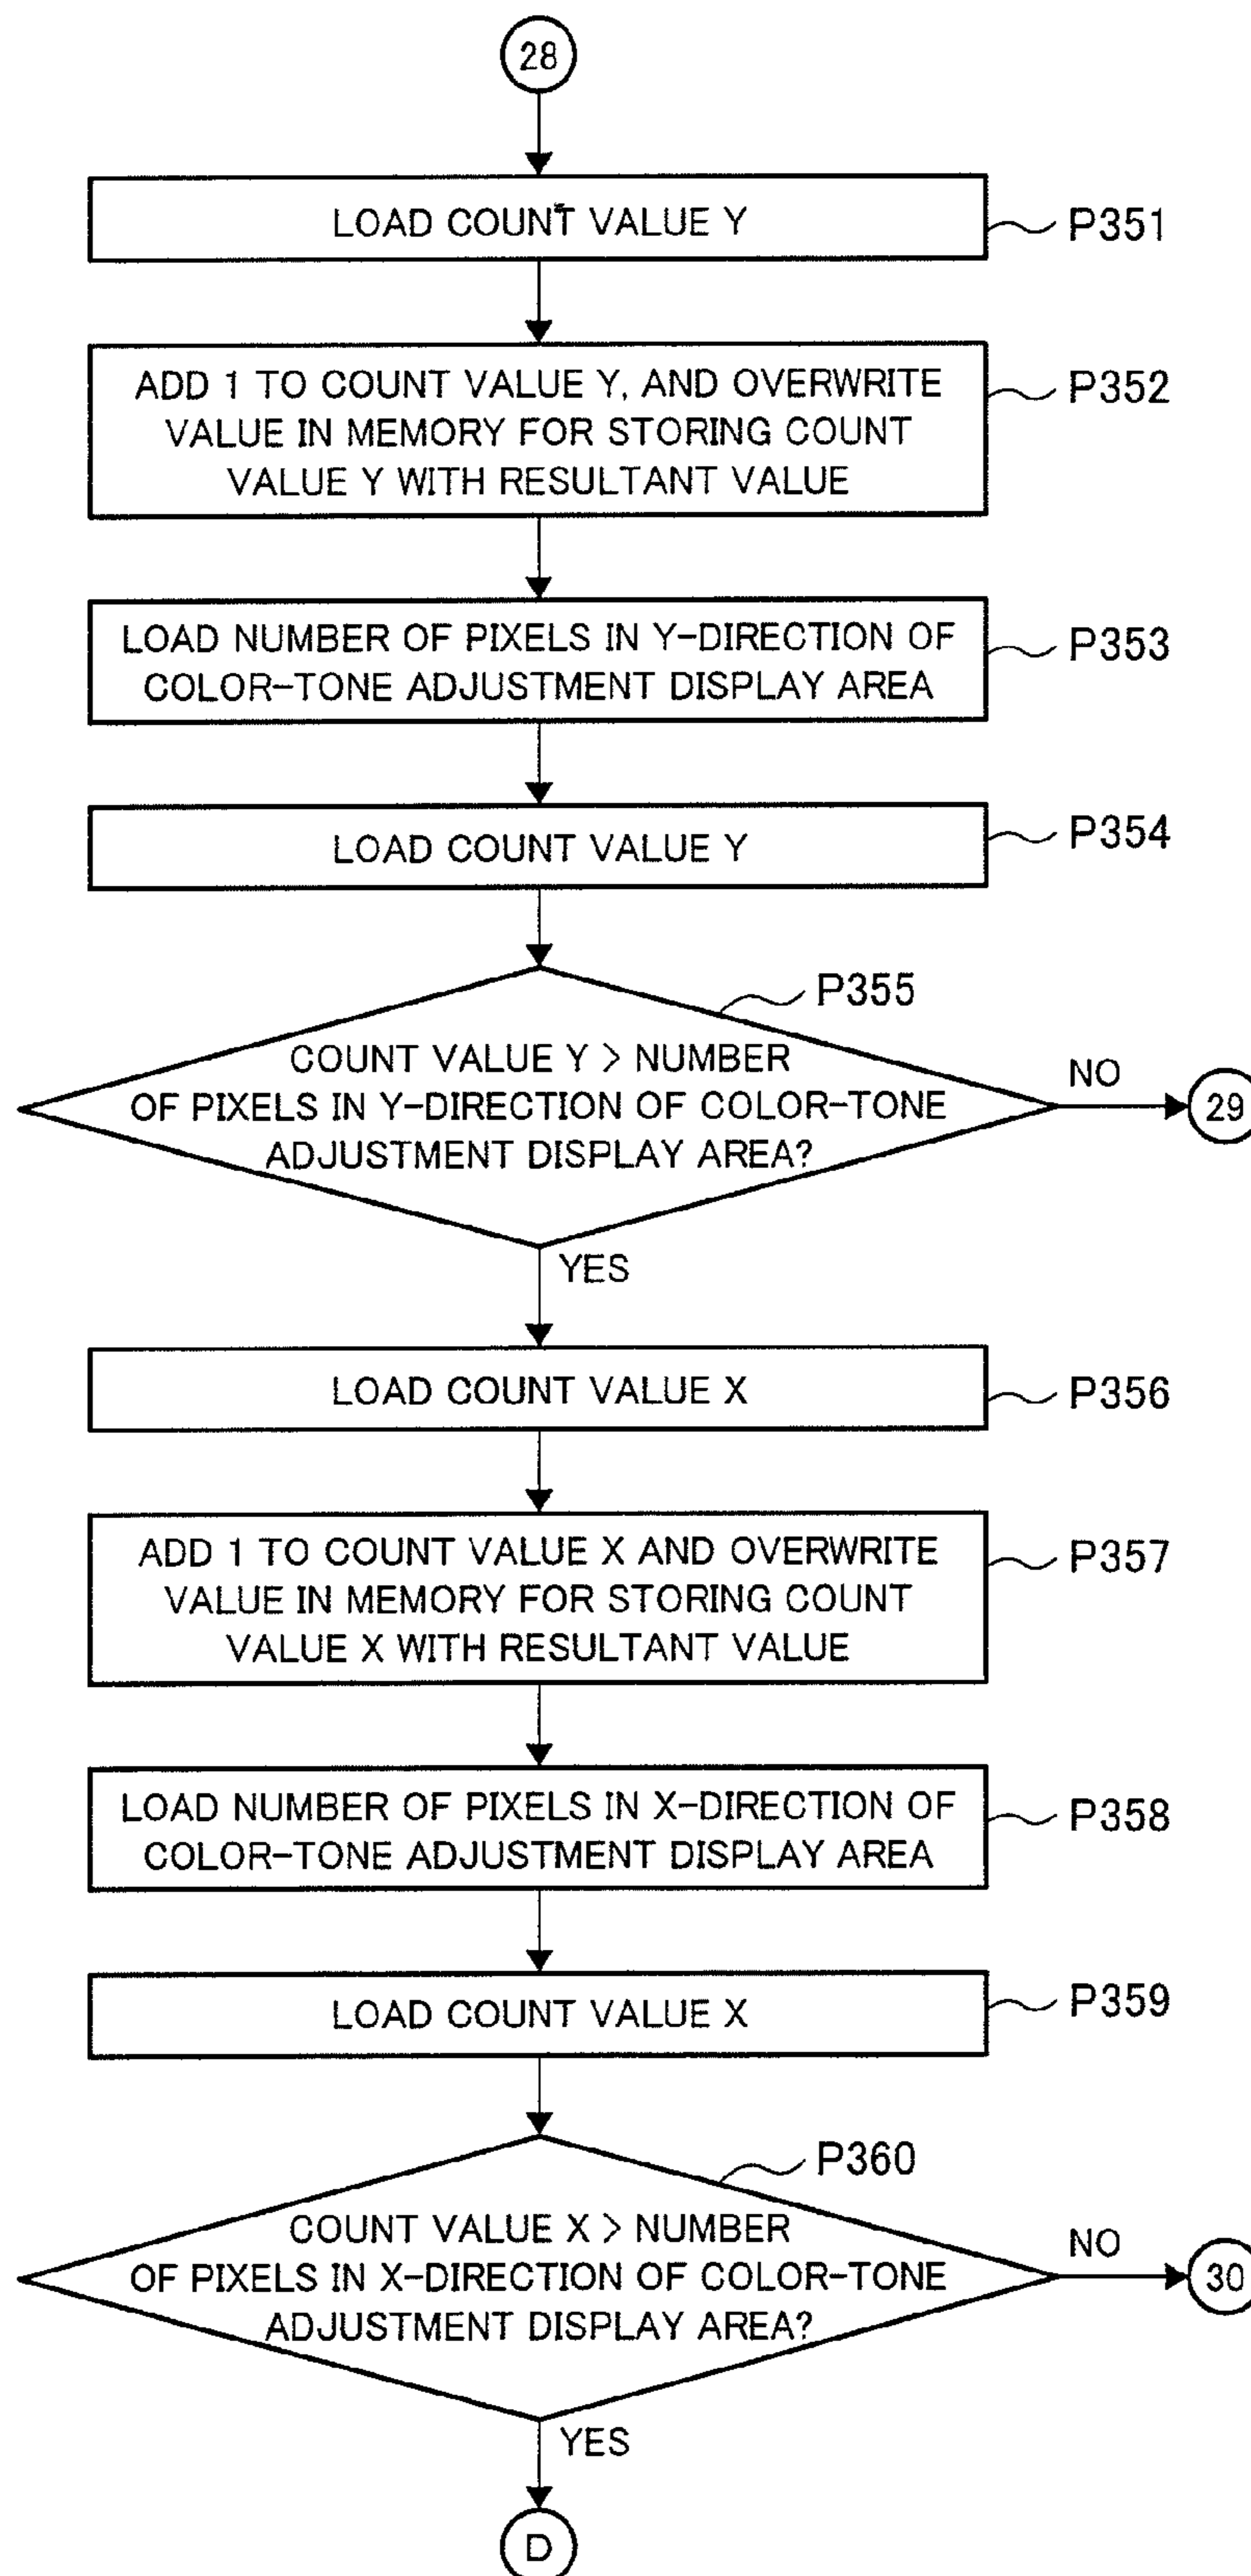 28
LOAD COUNT VALUE Y
P351
ADD 1 TO COUNT VALUE Y, AND OVERWRITE
VALUE IN MEMORY FOR STORING COUNT
VALUE Y WITH RESULTANT VALUE
P352
LOAD NUMBER OF PIXELS IN Y-DIRECTION OF
COLOR-TONE ADJUSTMENT DISPLAY AREA
P353
LOAD COUNT VALUE Y
P354
P355
COUNT VALUE Y > NUMBER
OF PIXELS IN Y-DIRECTION OF COLOR-TONE
ADJUSTMENT DISPLAY AREA?
NO
29
YES
LOAD COUNT VALUE X
P356
ADD 1 TO COUNT VALUE X AND OVERWRITE
VALUE IN MEMORY FOR STORING COUNT
VALUE X WITH RESULTANT VALUE
P357
LOAD NUMBER OF PIXELS IN X-DIRECTION OF
COLOR-TONE ADJUSTMENT DISPLAY AREA
P358
LOAD COUNT VALUE X
P359
P360
COUNT VALUE X > NUMBER
OF PIXELS IN X-DIRECTION OF COLOR-TONE
ADJUSTMENT DISPLAY AREA?
NO
30
YES
D